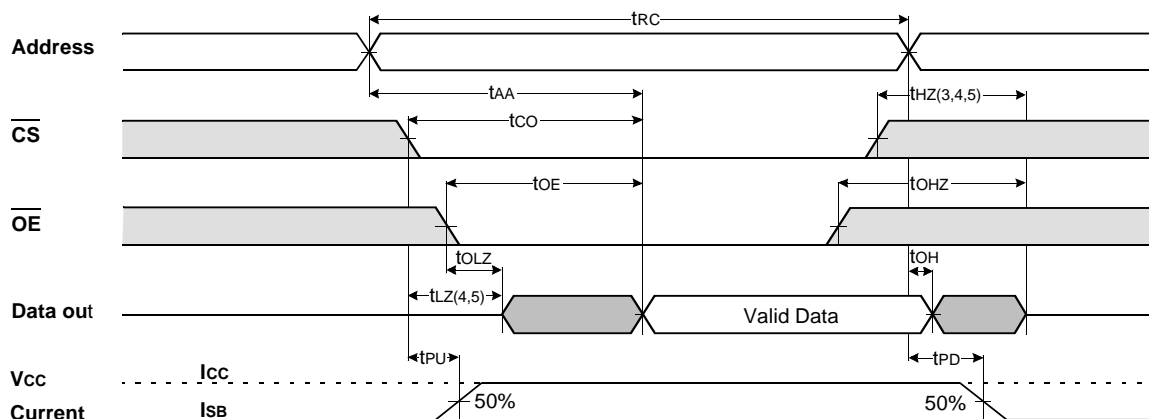 tRC
Address
tAA
tHZ(3,4,5)
CS
tCO
tOE
tOHZ
OE
tOLZ
tOH
tLZ(4,5)
Data out
Valid Data
tPU
tPD
VCC
ICC
50%
50%
Current
ISB